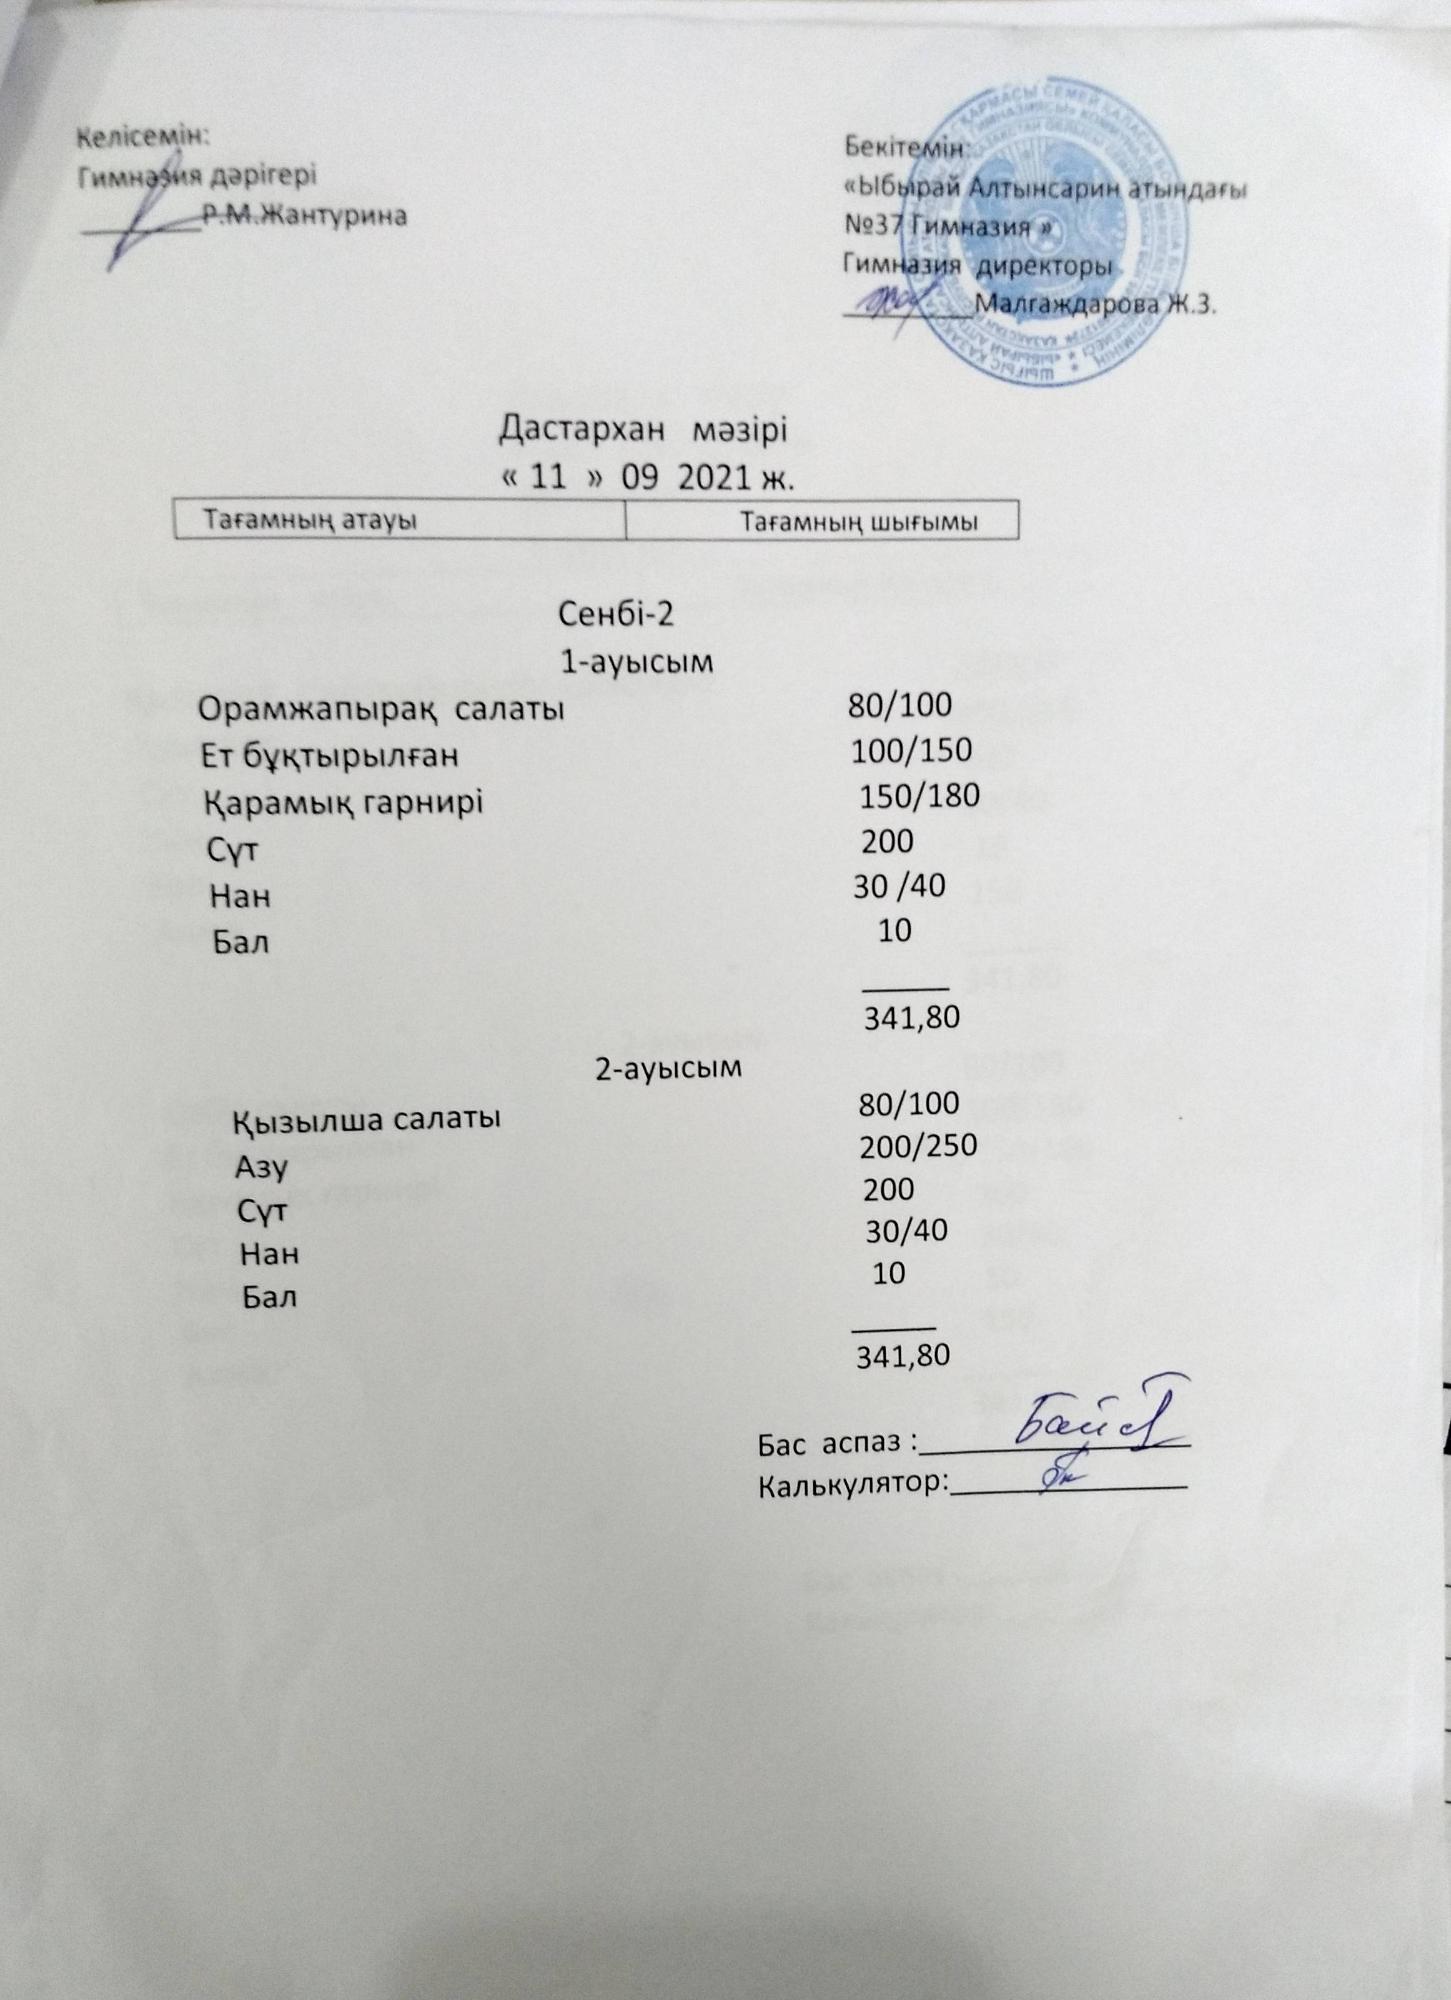 Келісемін:
Гимназия дәрігері
Р.М.Жантурина
Бекітемін:
«Ыбырай Алтынсарин атындағы
№37 Гимназия »
Гимназия директоры
Малгаждарова Ж.З.
Дастархан мәзірі
« 11 » 09 2021 ж.
Тағамның атауы Тағамның шығымы
Сенбі-2
1-ауысым
Орамжапырақ салаты 80/100
Ет бұқтырылған 100/150
Қарамық гарнирі 150/180
Сүт 200
Нан 30 /40
Бал 10
341,80
2-ауысым
Қызылша салаты 80/100
Азу 200/250
Сүт 200
Нан 30/40
Бал 10
341,80
Бас аспаз :
Калькулятор: